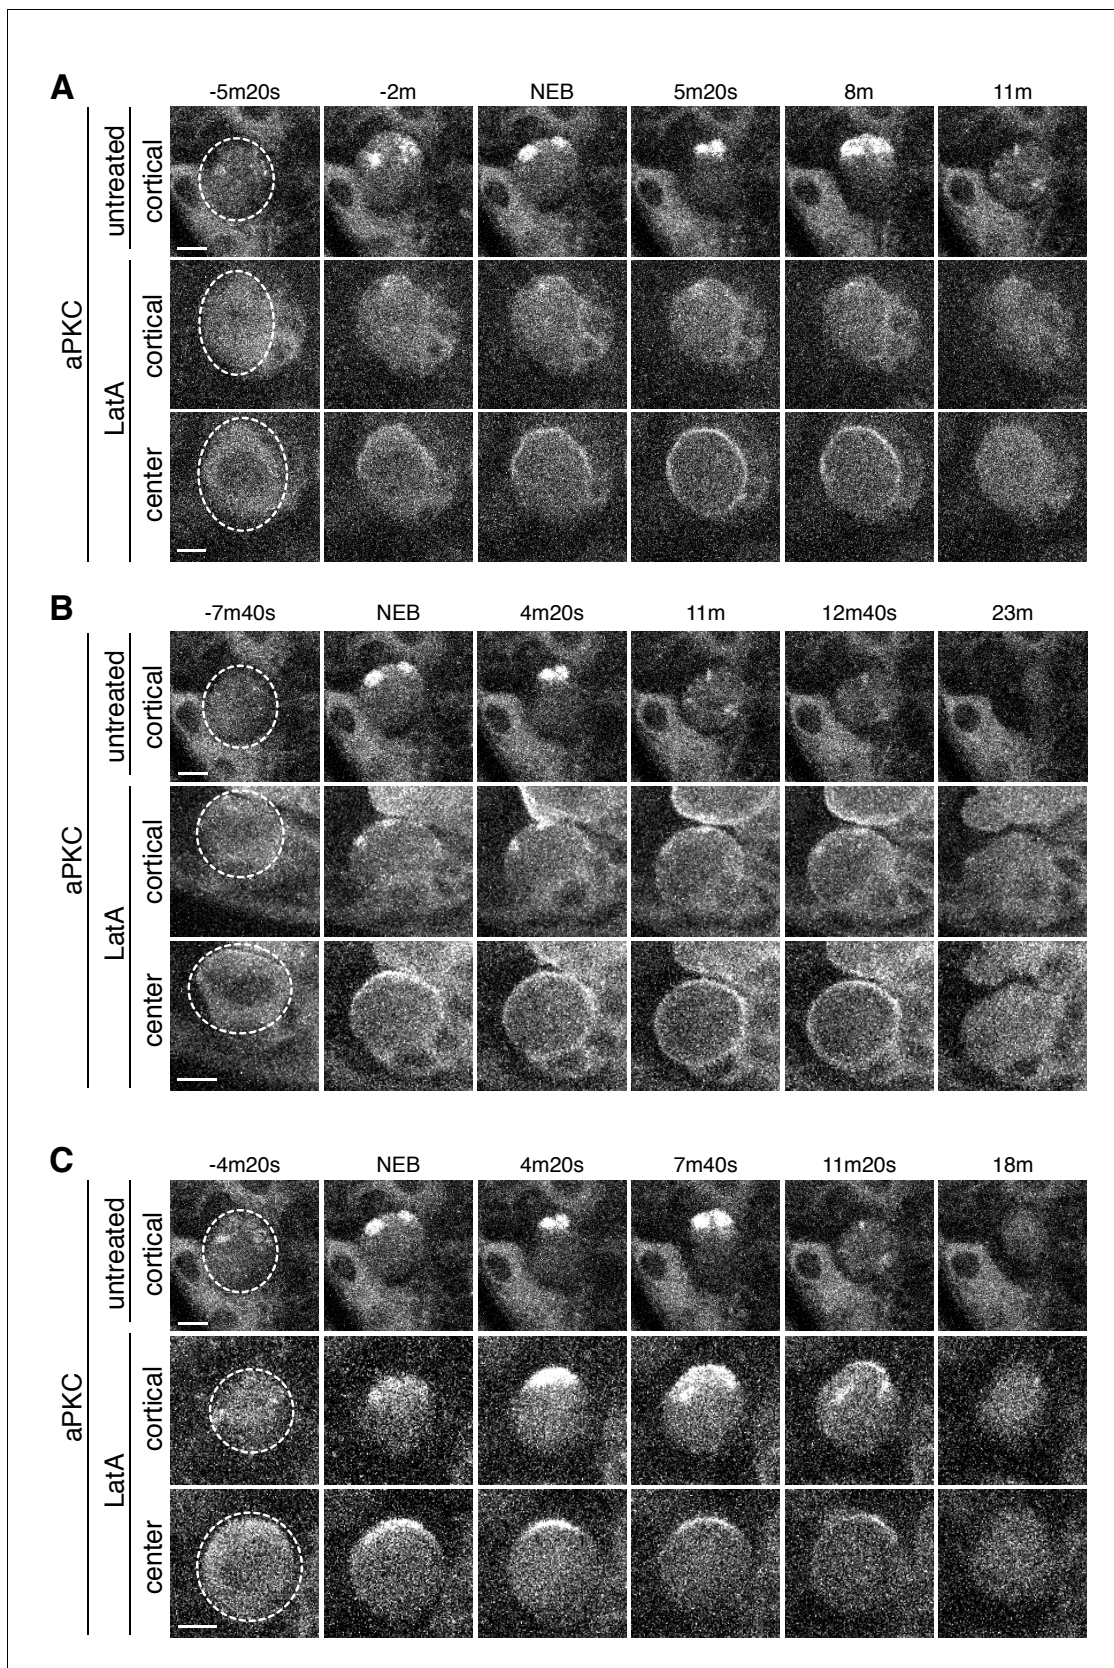 A
-5m20s -2m NEB 5m20s 8m 11m
aPKC
untreated
cortical
LatA
cortical
center
B
-7m40s NEB 4m20s 11m 12m40s 23m
aPKC
untreated
cortical
LatA
cortical
center
C
-4m20s NEB 4m20s 7m40s 11m20s 18m
aPKC
untreated
cortical
LatA
cortical
center